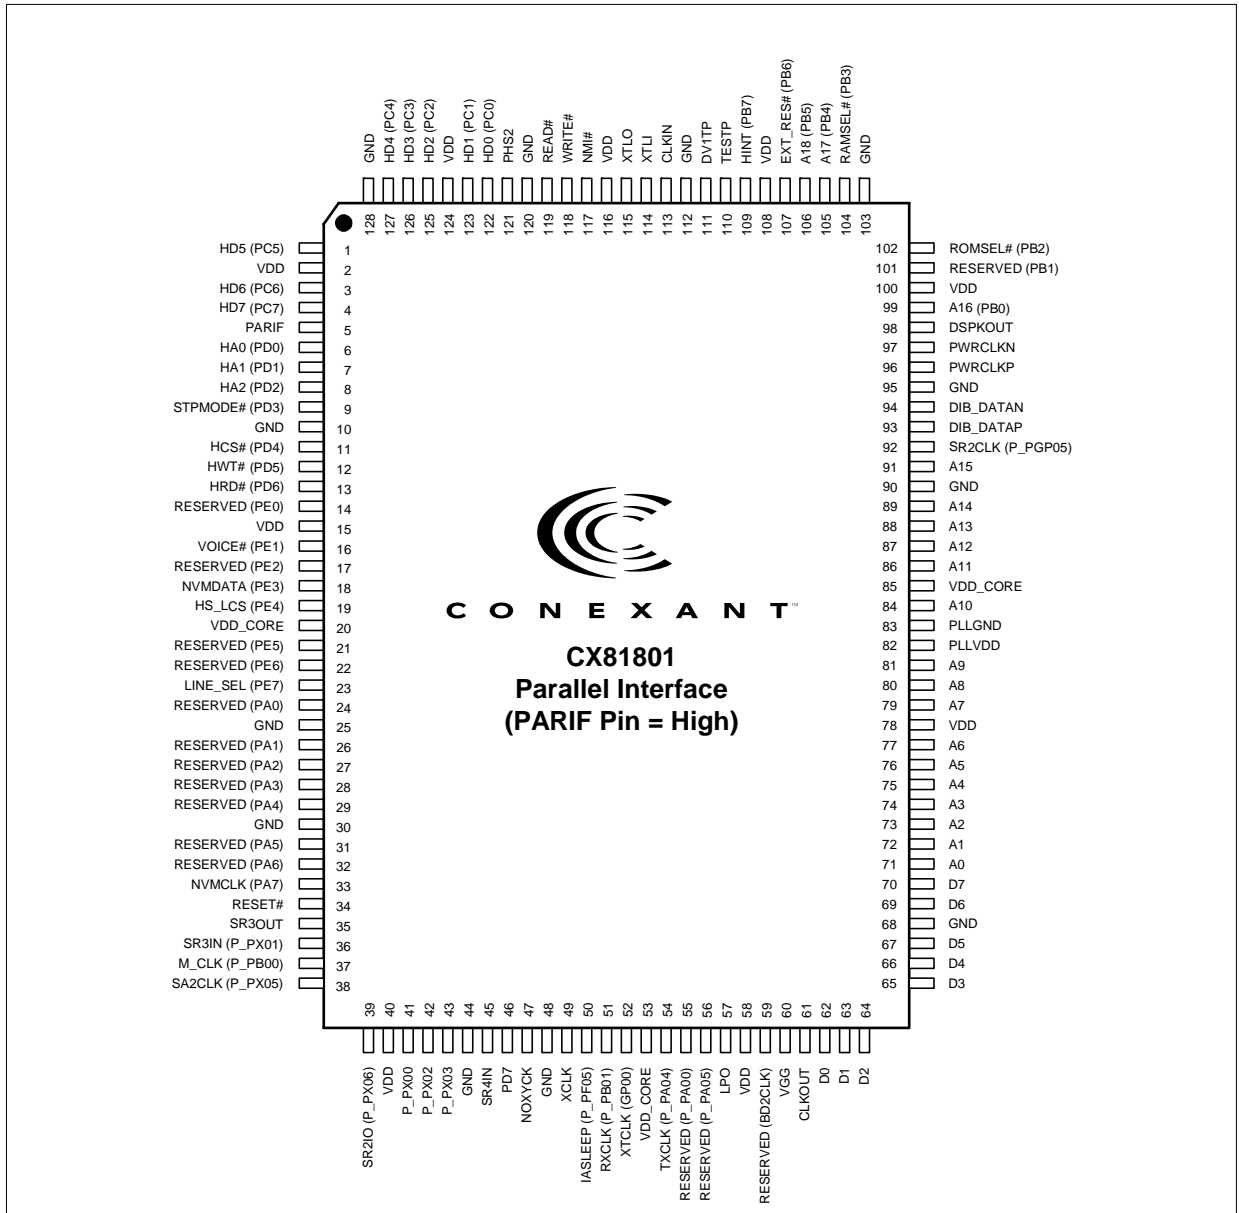 GND
HD4 (PC4)
HD3 (PC3)
HD2 (PC2)
VDD
HD1 (PC1)
HD0 (PC0)
PHS2
GND
READ#
WRITE#
NMI#
VDD
XTLO
XTLI
CLKIN
GND
DV1TP
TESTP
HINT (PB7)
VDD
EXT_RES# (PB6)
A18 (PB5)
A17 (PB4)
RAMSEL# (PB3)
GND
128 127 126 125 124 123 122 121 120 119 118 117 116 115 114 113 112 111 110 109 108 107 106 105 104 103
HD5 (PC5) 1
VDD 2
HD6 (PC6) 3
HD7 (PC7) 4
PARIF 5
HA0 (PD0) 6
HA1 (PD1) 7
HA2 (PD2) 8
STPMODE# (PD3) 9
GND 10
HCS# (PD4) 11
HWT# (PD5) 12
HRD# (PD6) 13
RESERVED (PE0) 14
VDD 15
VOICE# (PE1) 16
RESERVED (PE2) 17
NVMDATA (PE3) 18
HS_LCS (PE4) 19
VDD_CORE 20
RESERVED (PE5) 21
RESERVED (PE6) 22
LINE_SEL (PE7) 23
RESERVED (PA0) 24
GND 25
RESERVED (PA1) 26
RESERVED (PA2) 27
RESERVED (PA3) 28
RESERVED (PA4) 29
GND 30
RESERVED (PA5) 31
RESERVED (PA6) 32
NVMCLK (PA7) 33
RESET# 34
SR3OUT 35
SR3IN (P_PX01) 36
M_CLK (P_PB00) 37
SA2CLK (P_PX05) 38
CONEXANT™
CX81801
Parallel Interface
(PARIF Pin = High)
102 ROMSEL# (PB2)
101 RESERVED (PB1)
100 VDD
99 A16 (PB0)
98 DSPKOUT
97 PWRCLKN
96 PWRCLKP
95 GND
94 DIB_DATAN
93 DIB_DATAP
92 SR2CLK (P_PGP05)
91 A15
90 GND
89 A14
88 A13
87 A12
86 A11
85 VDD_CORE
84 A10
83 PLLGND
82 PLLVDD
81 A9
80 A8
79 A7
78 VDD
77 A6
76 A5
75 A4
74 A3
73 A2
72 A1
71 A0
70 D7
69 D6
68 GND
67 D5
66 D4
65 D3
39 40 41 42 43 44 45 46 47 48 49 50 51 52 53 54 55 56 57 58 59 60 61 62 63 64
SR2IO (P_PX06)
VDD
P_PX00
P_PX02
P_PX03
GND
SR4IN
PD7
NOXYCK
GND
XCLK
IASLEEP (P_PF05)
RXCLK (P_PB01)
XTCLK (GP00)
VDD_CORE
TXCLK (P_PA04)
RESERVED (P_PA00)
RESERVED (P_PA05)
LPO
VDD
RESERVED (BD2CLK)
VGG
CLKOUT
D0
D1
D2